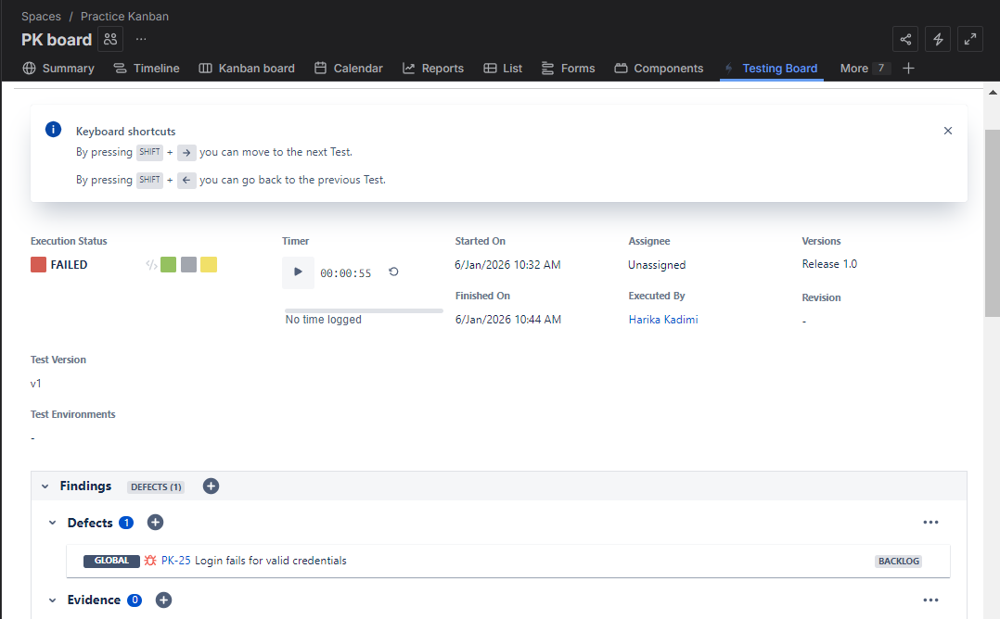 Spaces / Practice Kanban
PK board ...
Summary Timeline Kanban board Calendar Reports List Forms Components Testing Board More 7
Keyboard shortcuts
By pressing SHIFT + → you can move to the next Test.
By pressing SHIFT + ← you can go back to the previous Test.
Execution Status Timer Started On Assignee Versions
FAILED </> 00:00:55 6/Jan/2026 10:32 AM Unassigned Release 1.0
Finished On Executed By Revision
No time logged 6/Jan/2026 10:44 AM Harika Kadimi -
Test Version
v1
Test Environments
-
Findings DEFECTS (1)
Defects 1
GLOBAL PK-25 Login fails for valid credentials BACKLOG
Evidence 0